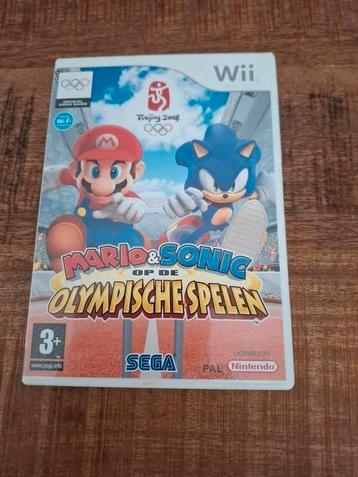 Wii
OFFICIAL
VIDEO GAME
Wi-Fi
Beijing 2008
M
MARIO & SONIC
OP DE
OLYMPISCHE SPELEN
3+
www.pegi.info
SEGA
PAL
LICENSED BY
Nintendo